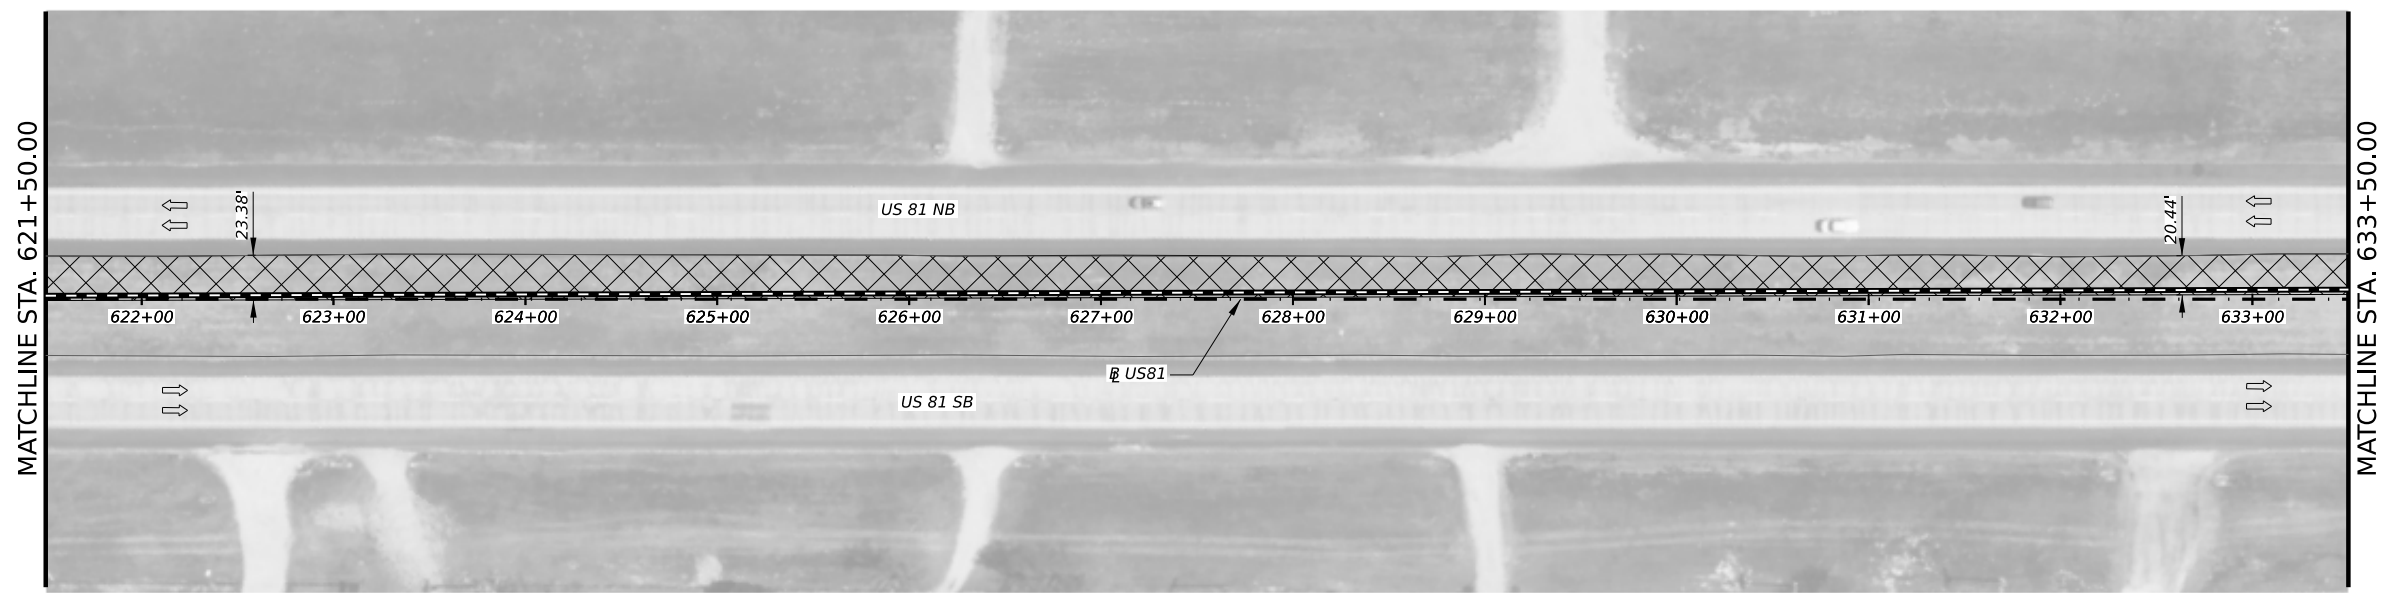 MATCHLINE STA. 621+50.00
23.38'
US 81 NB
20.44'
622+00 623+00 624+00 625+00 626+00 627+00 628+00 629+00 630+00 631+00 632+00 633+00
BL US81
US 81 SB
MATCHLINE STA. 633+50.00